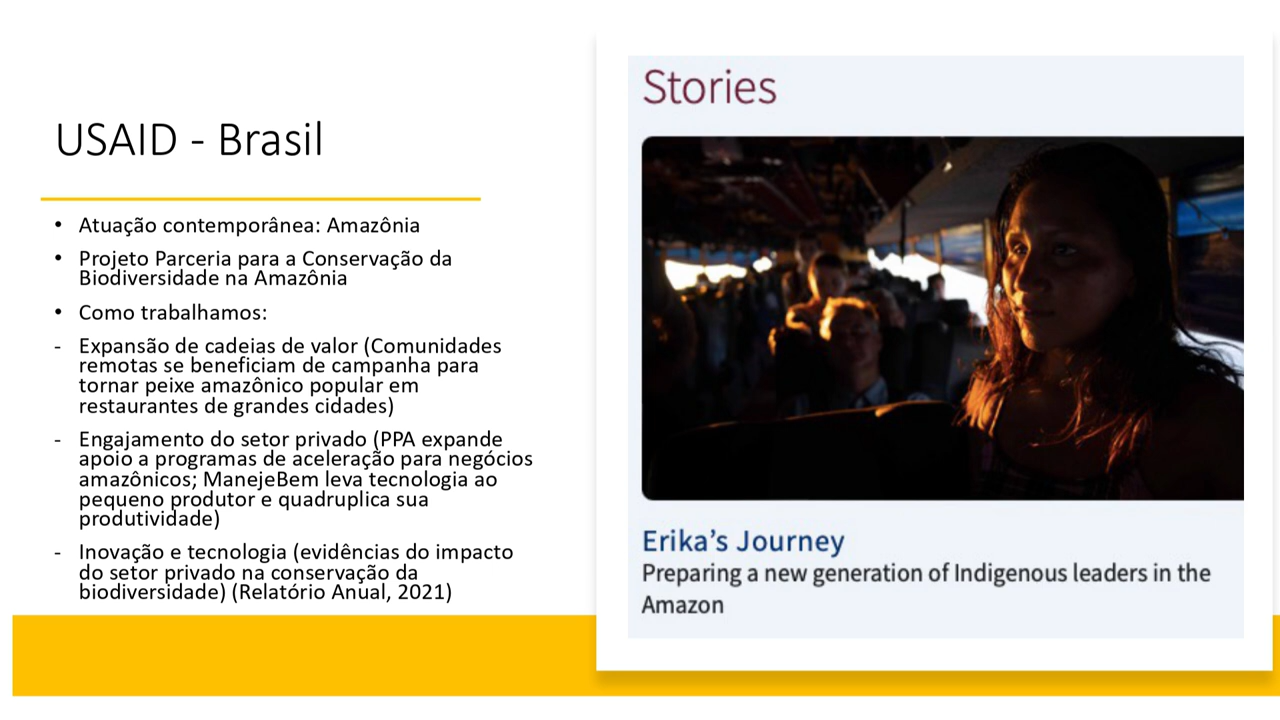 USAID - Brasil
• Atuação contemporânea: Amazônia
• Projeto Parceria para a Conservação da
Biodiversidade na Amazônia
• Como trabalhamos:
- Expansão de cadeias de valor (Comunidades
remotas se beneficiam de campanha para
tornar peixe amazônico popular em
restaurantes de grandes cidades)
- Engajamento do setor privado (PPA expande
apoio a programas de aceleração para negócios
amazônicos; ManejeBem leva tecnologia ao
pequeno produtor e quadruplica sua
produtividade)
- Inovação e tecnologia (evidências do impacto
do setor privado na conservação da
biodiversidade) (Relatório Anual, 2021)
Stories
Erika’s Journey
Preparing a new generation of Indigenous leaders in the
Amazon